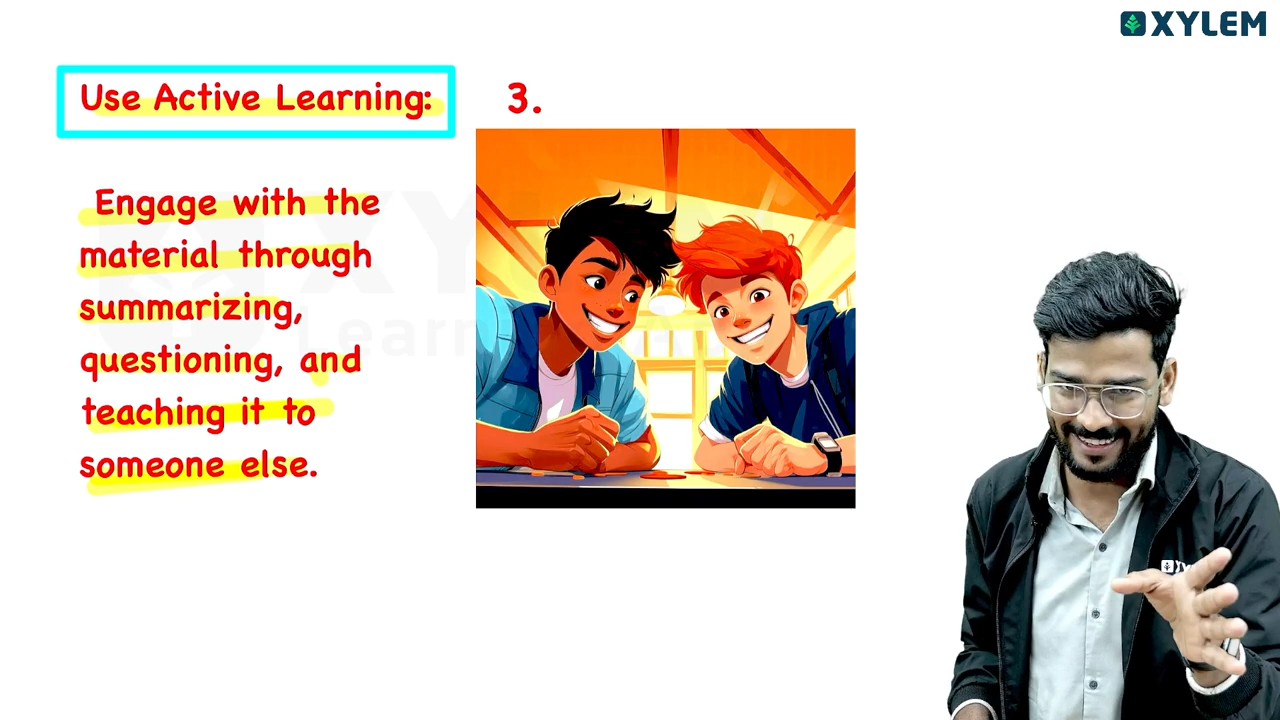 XYLEM
Use Active Learning:
3.
Engage with the
material through
summarizing,
questioning, and
teaching it to
someone else.